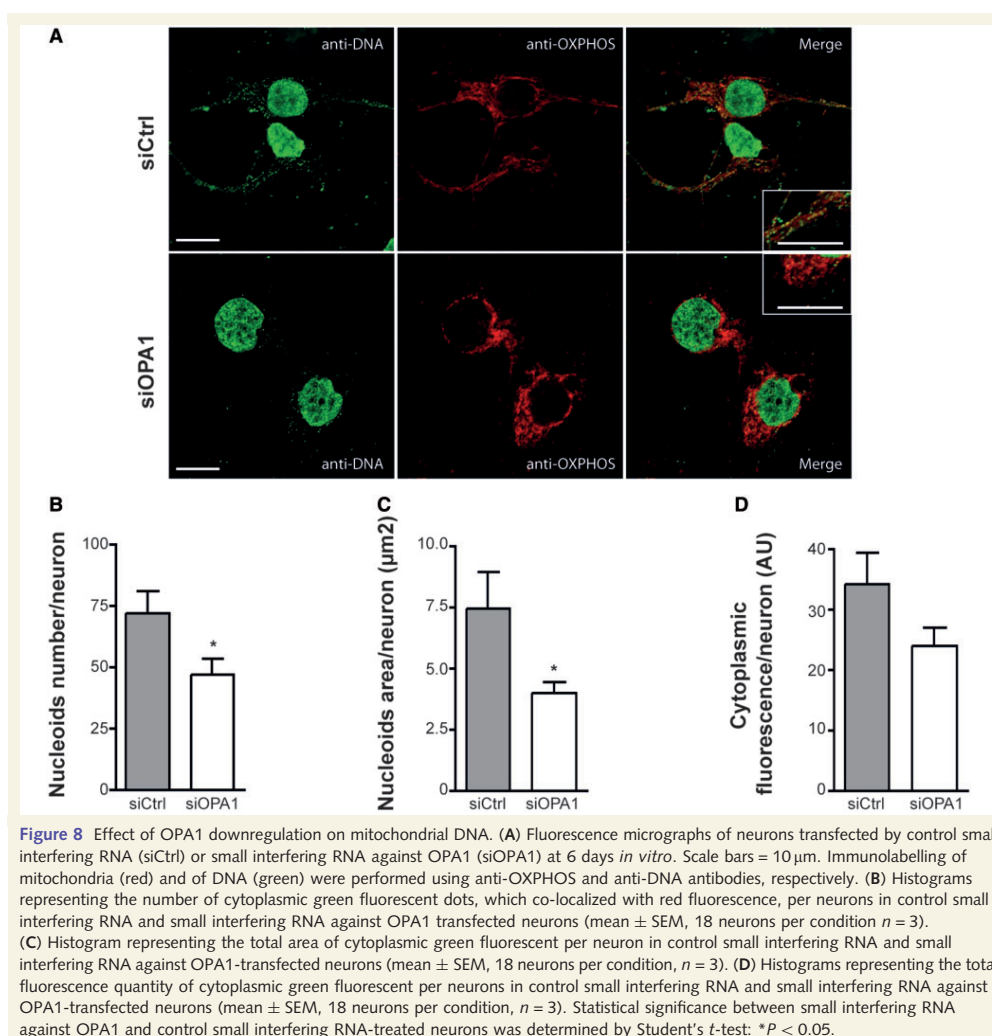 A
anti-DNA
anti-OXPHOS
Merge
siCtrl
siOPA1
anti-DNA
anti-OXPHOS
Merge
B
Nucleoids number/neuron
100
75
50
25
0
*
siCtrl
siOPA1
C
Nucleoids area/neuron (µm2)
10.0
7.5
5.0
2.5
0
*
siCtrl
siOPA1
D
Cytoplasmic
fluorescence/neuron (AU)
40
30
20
10
0
siCtrl
siOPA1
Figure 8 Effect of OPA1 downregulation on mitochondrial DNA. (A) Fluorescence micrographs of neurons transfected by control smal
interfering RNA (siCtrl) or small interfering RNA against OPA1 (siOPA1) at 6 days in vitro. Scale bars = 10 µm. Immunolabelling of
mitochondria (red) and of DNA (green) were performed using anti-OXPHOS and anti-DNA antibodies, respectively. (B) Histograms
representing the number of cytoplasmic green fluorescent dots, which co-localized with red fluorescence, per neurons in control small
interfering RNA and small interfering RNA against OPA1 transfected neurons (mean ± SEM, 18 neurons per condition n = 3).
(C) Histogram representing the total area of cytoplasmic green fluorescent per neuron in control small interfering RNA and small
interfering RNA against OPA1-transfected neurons (mean ± SEM, 18 neurons per condition, n = 3). (D) Histograms representing the tota
fluorescence quantity of cytoplasmic green fluorescent per neurons in control small interfering RNA and small interfering RNA against
OPA1-transfected neurons (mean ± SEM, 18 neurons per condition, n = 3). Statistical significance between small interfering RNA
against OPA1 and control small interfering RNA-treated neurons was determined by Student's t-test: *P < 0.05.